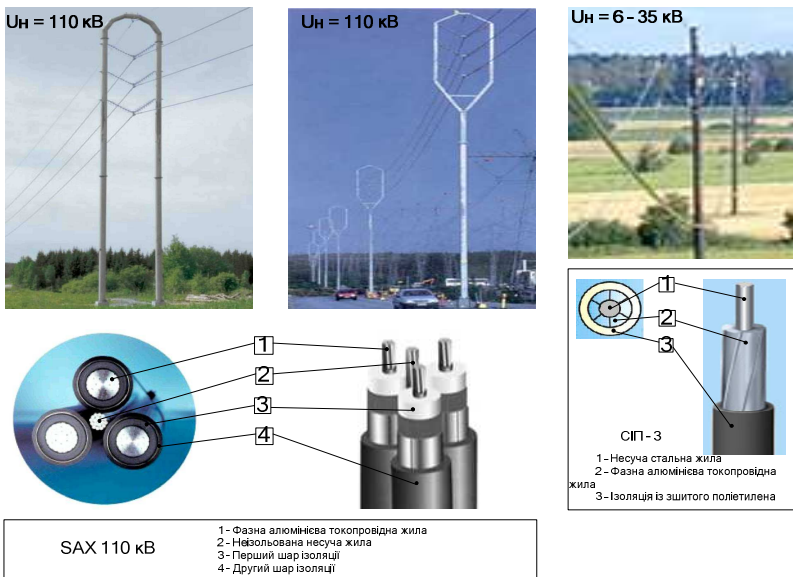 Uн = 110 кВ
Uн = 110 кВ
Uн = 6 - 35 кВ
1
2
3
4
1
2
3
СІП - 3
1 - Несуча стальна жила
2 - Фазна алюмінієва токопровідна
жила
3 - Ізоляція із зшитого поліетилена
SAX 110 кВ
1 - Фазна алюмінієва токопровідна жила
2 - Неізольована несуча жила
3 - Перший шар ізоляції
4 - Другий шар ізоляції